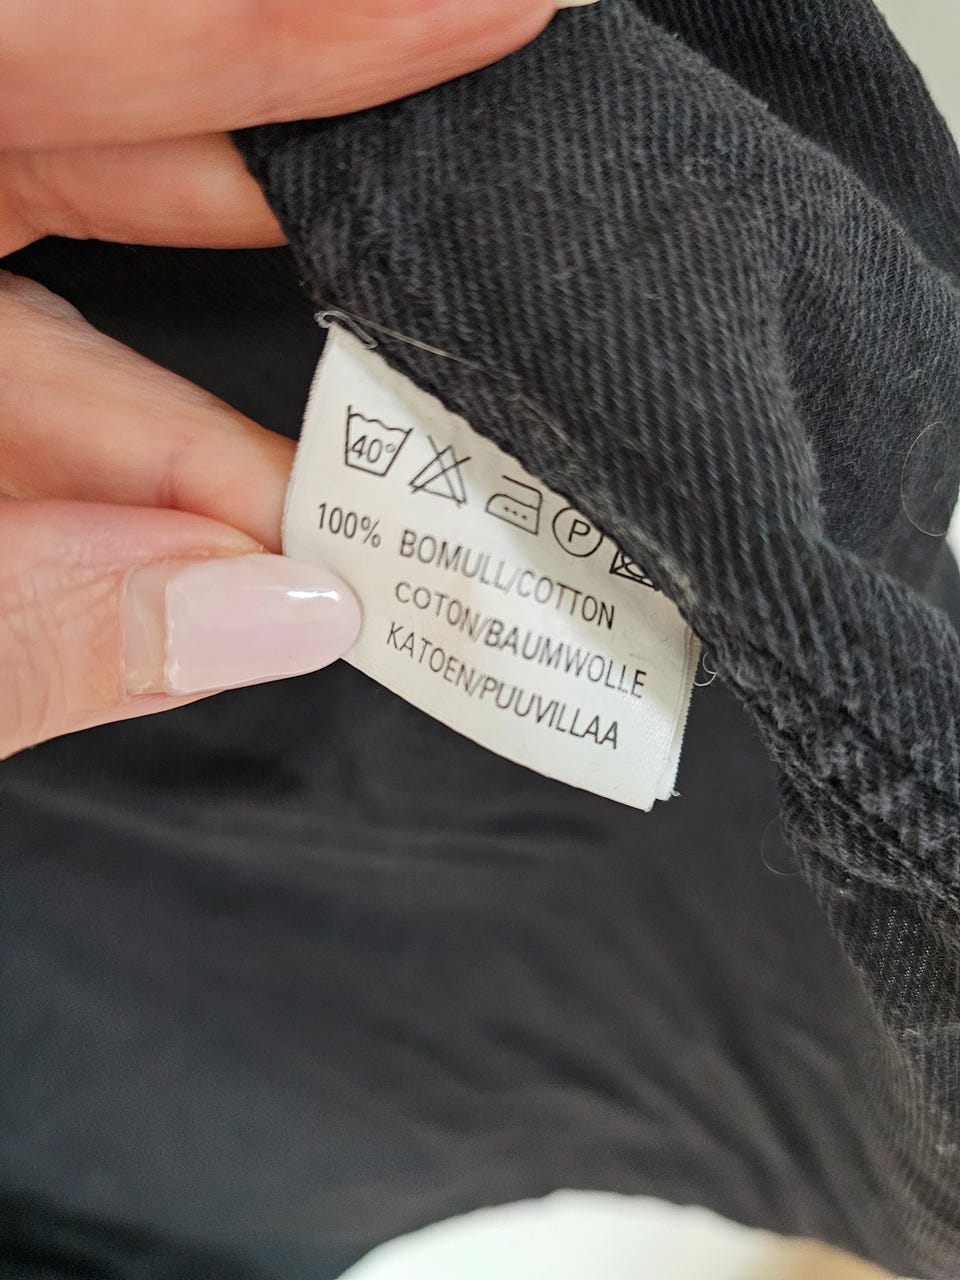 40°
P
100% BOMULL/COTTON
COTON/BAUMWOLLE
KATOEN/PUUVILLAA